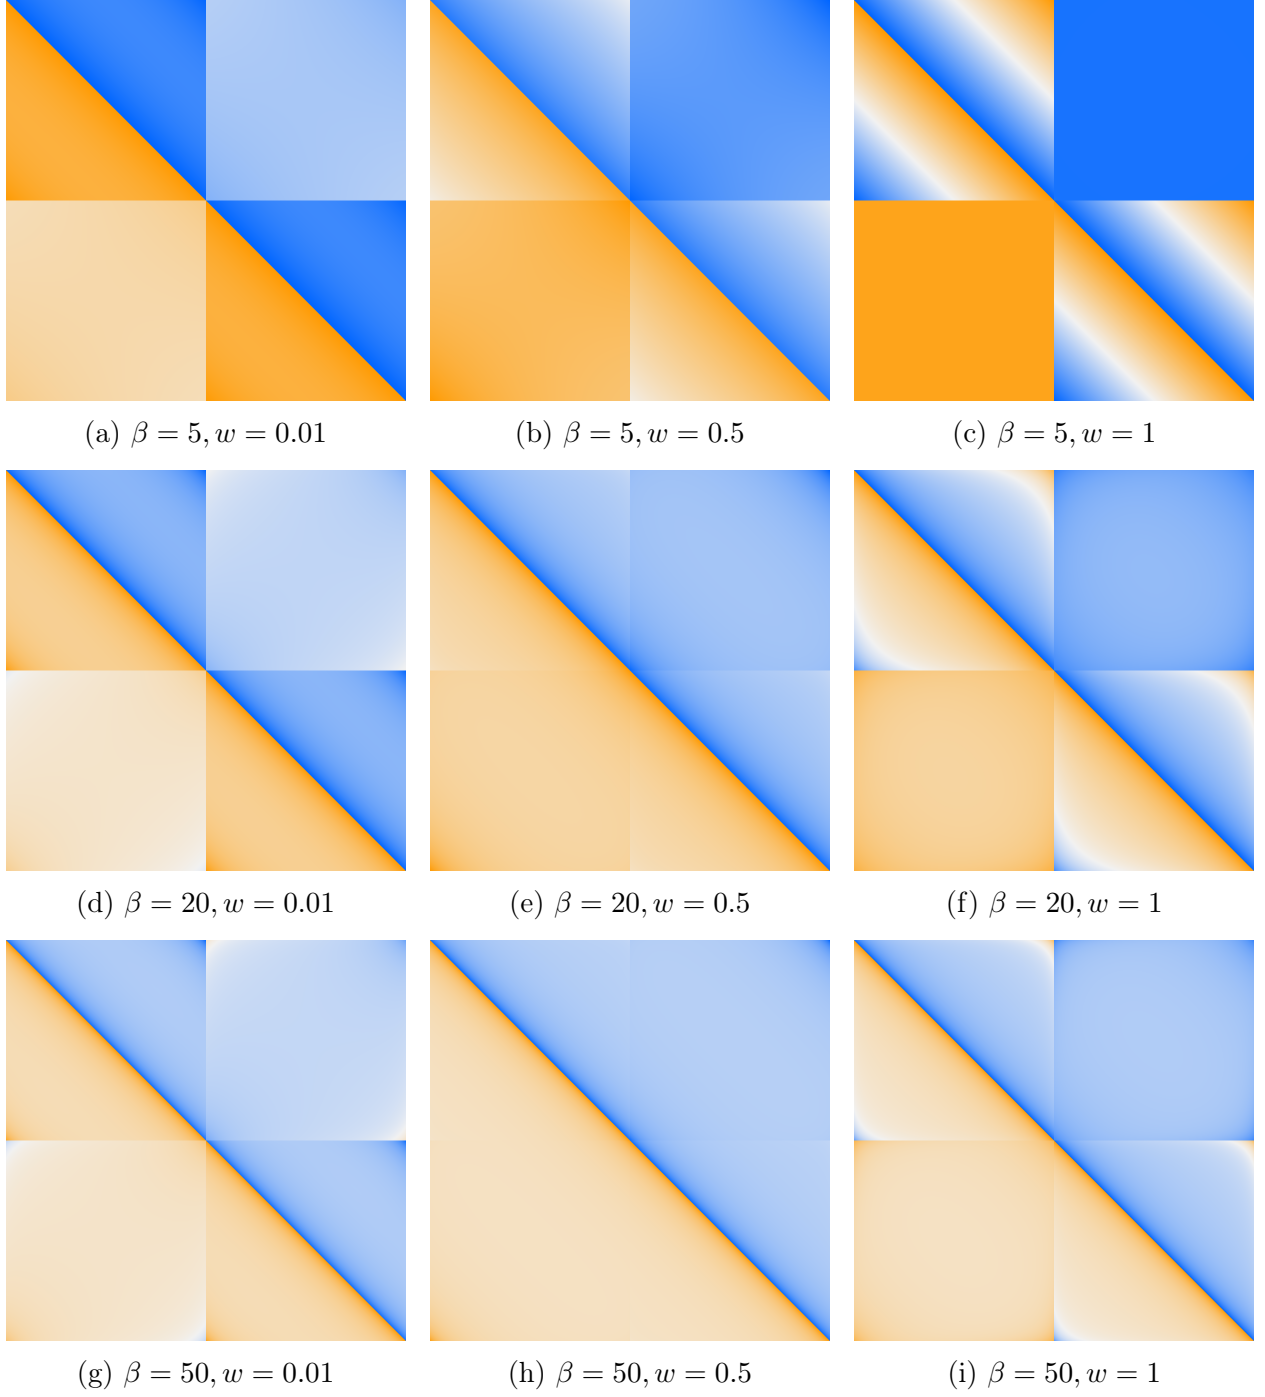 (a) β = 5, w = 0.01
(b) β = 5, w = 0.5
(c) β = 5, w = 1
(d) β = 20, w = 0.01
(e) β = 20, w = 0.5
(f) β = 20, w = 1
(g) β = 50, w = 0.01
(h) β = 50, w = 0.5
(i) β = 50, w = 1